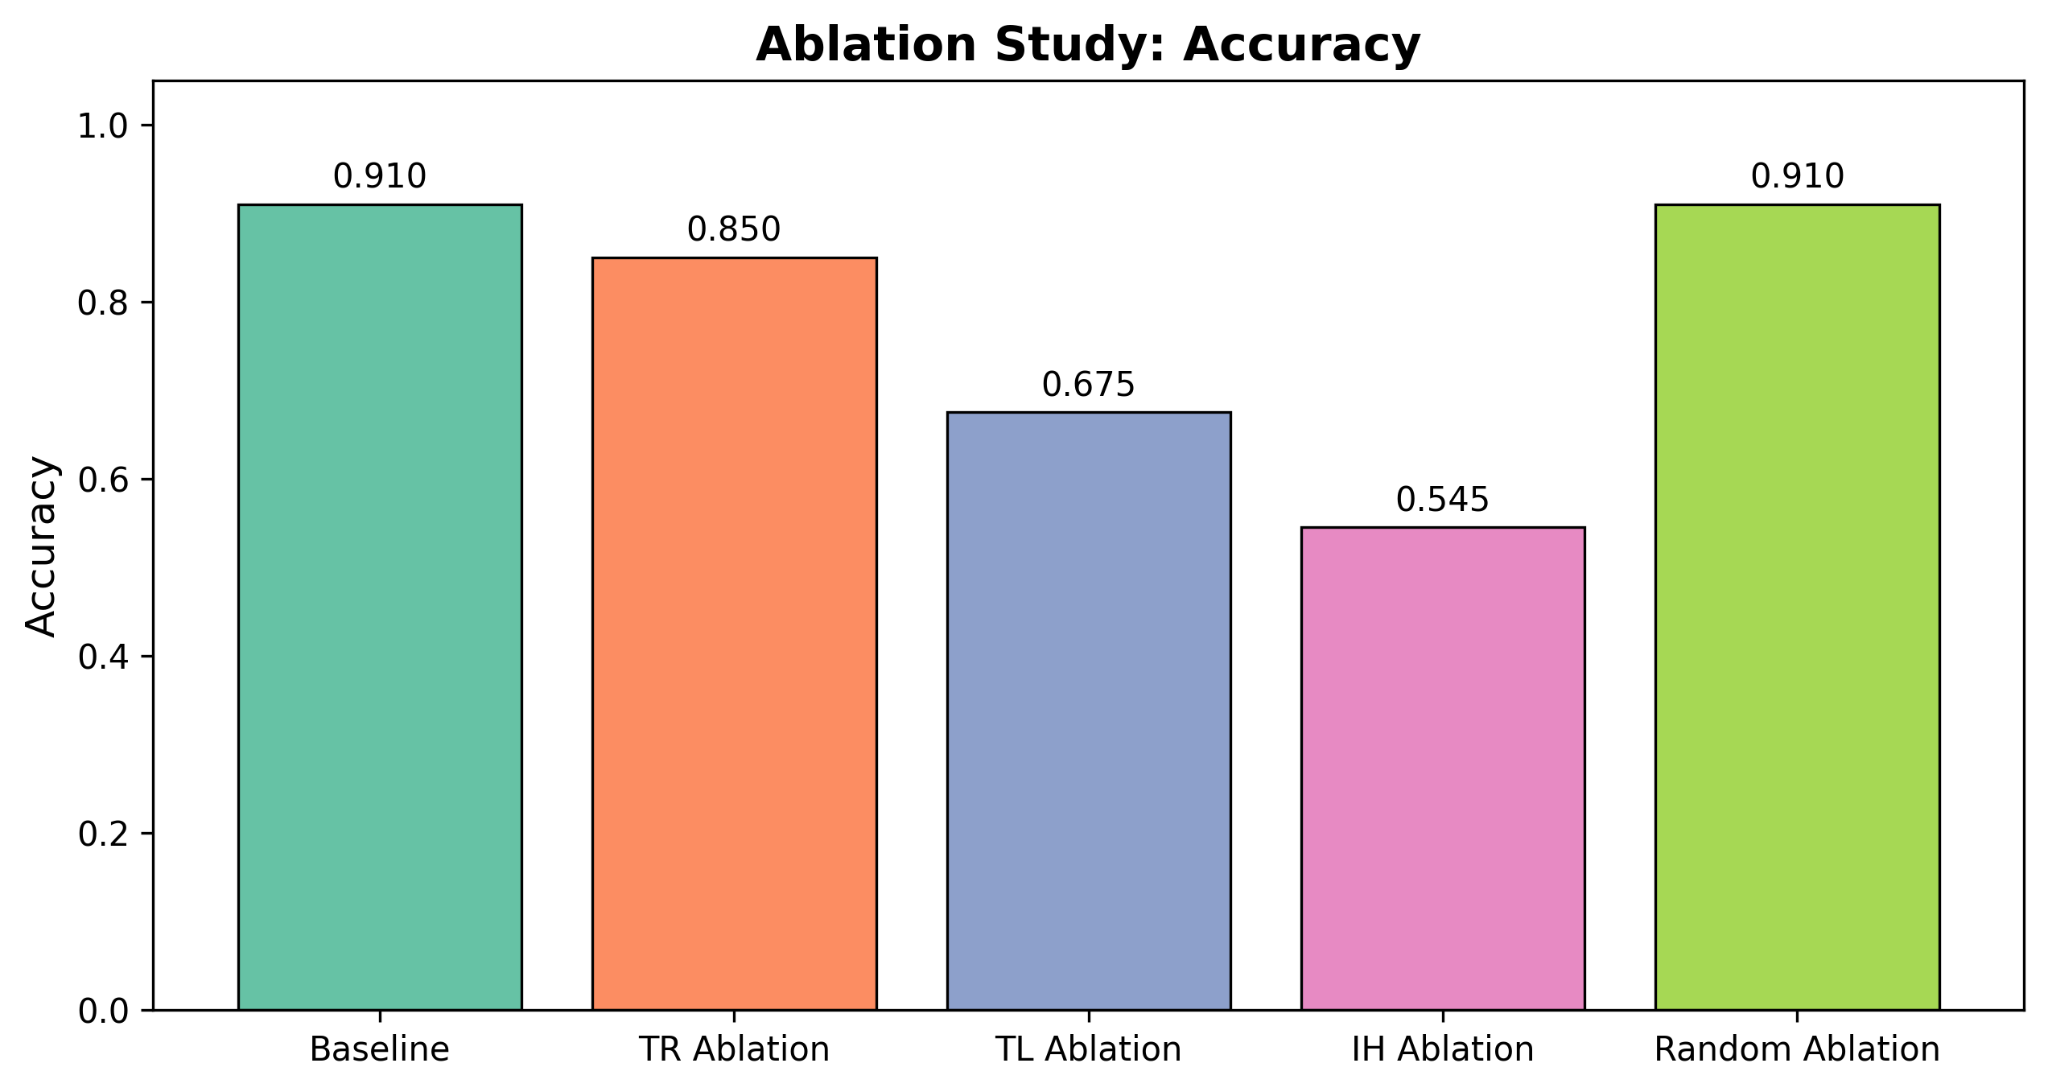 Ablation Study: Accuracy
1.0
0.8
0.6
0.4
0.2
0.0
Accuracy
0.910
0.850
0.675
0.545
0.910
Baseline
TR Ablation
TL Ablation
IH Ablation
Random Ablation